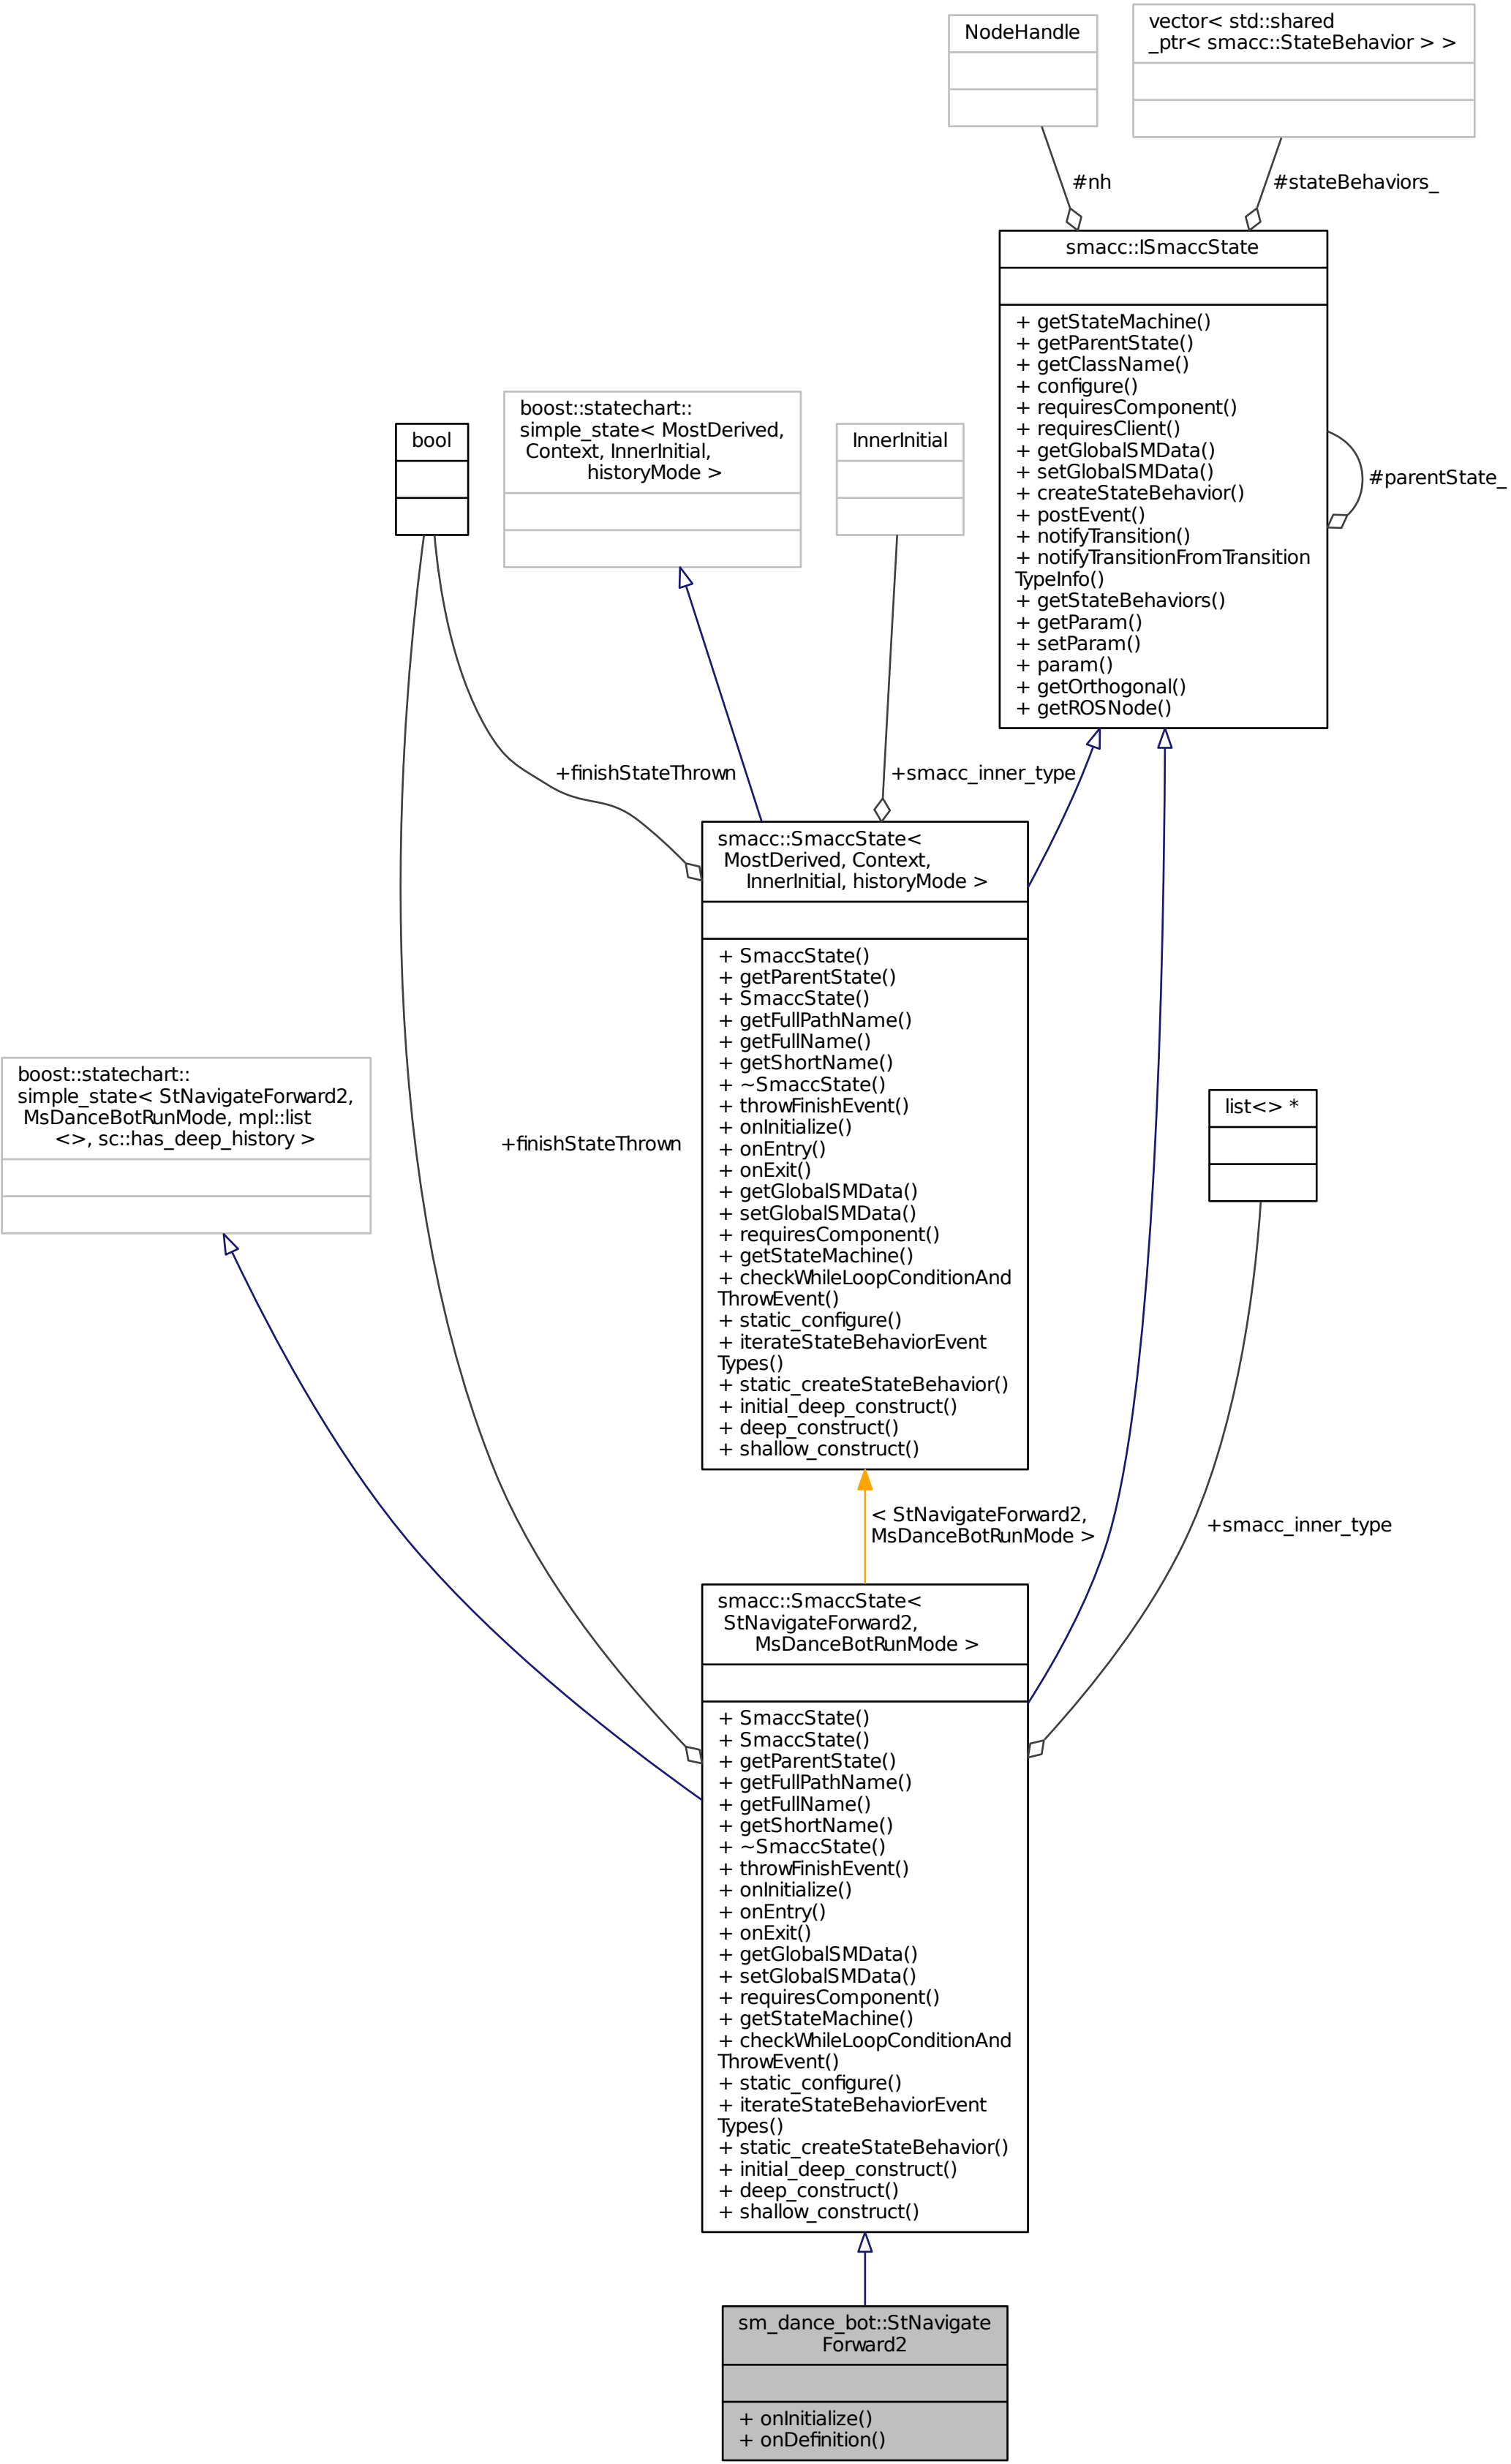 NodeHandle
vector< std::shared
_ptr< smacc::StateBehavior > >
#nh
#stateBehaviors_
smacc::ISmaccState
+ getStateMachine()
+ getParentState()
+ getClassName()
+ configure()
+ requiresComponent()
+ requiresClient()
+ getGlobalSMData()
+ setGlobalSMData()
+ createStateBehavior()
+ postEvent()
+ notifyTransition()
+ notifyTransitionFromTransition
TypeInfo()
+ getStateBehaviors()
+ getParam()
+ setParam()
+ param()
+ getOrthogonal()
+ getROSNode()
#parentState_
bool
boost::statechart::
simple_state< MostDerived,
Context, InnerInitial,
historyMode >
InnerInitial
+finishStateThrown
+smacc_inner_type
smacc::SmaccState<
MostDerived, Context,
InnerInitial, historyMode >
+ SmaccState()
+ getParentState()
+ SmaccState()
+ getFullPathName()
+ getFullName()
+ getShortName()
+ ~SmaccState()
+ throwFinishEvent()
+ onInitialize()
+ onEntry()
+ onExit()
+ getGlobalSMData()
+ setGlobalSMData()
+ requiresComponent()
+ getStateMachine()
+ checkWhileLoopConditionAnd
ThrowEvent()
+ static_configure()
+ iterateStateBehaviorEvent
Types()
+ static_createStateBehavior()
+ initial_deep_construct()
+ deep_construct()
+ shallow_construct()
boost::statechart::
simple_state< StNavigateForward2,
MsDanceBotRunMode, mpl::list
<>, sc::has_deep_history >
+finishStateThrown
list<> *
< StNavigateForward2,
MsDanceBotRunMode >
+smacc_inner_type
smacc::SmaccState<
StNavigateForward2,
MsDanceBotRunMode >
+ SmaccState()
+ SmaccState()
+ getParentState()
+ getFullPathName()
+ getFullName()
+ getShortName()
+ ~SmaccState()
+ throwFinishEvent()
+ onInitialize()
+ onEntry()
+ onExit()
+ getGlobalSMData()
+ setGlobalSMData()
+ requiresComponent()
+ getStateMachine()
+ checkWhileLoopConditionAnd
ThrowEvent()
+ static_configure()
+ iterateStateBehaviorEvent
Types()
+ static_createStateBehavior()
+ initial_deep_construct()
+ deep_construct()
+ shallow_construct()
sm_dance_bot::StNavigate
Forward2
+ onInitialize()
+ onDefinition()